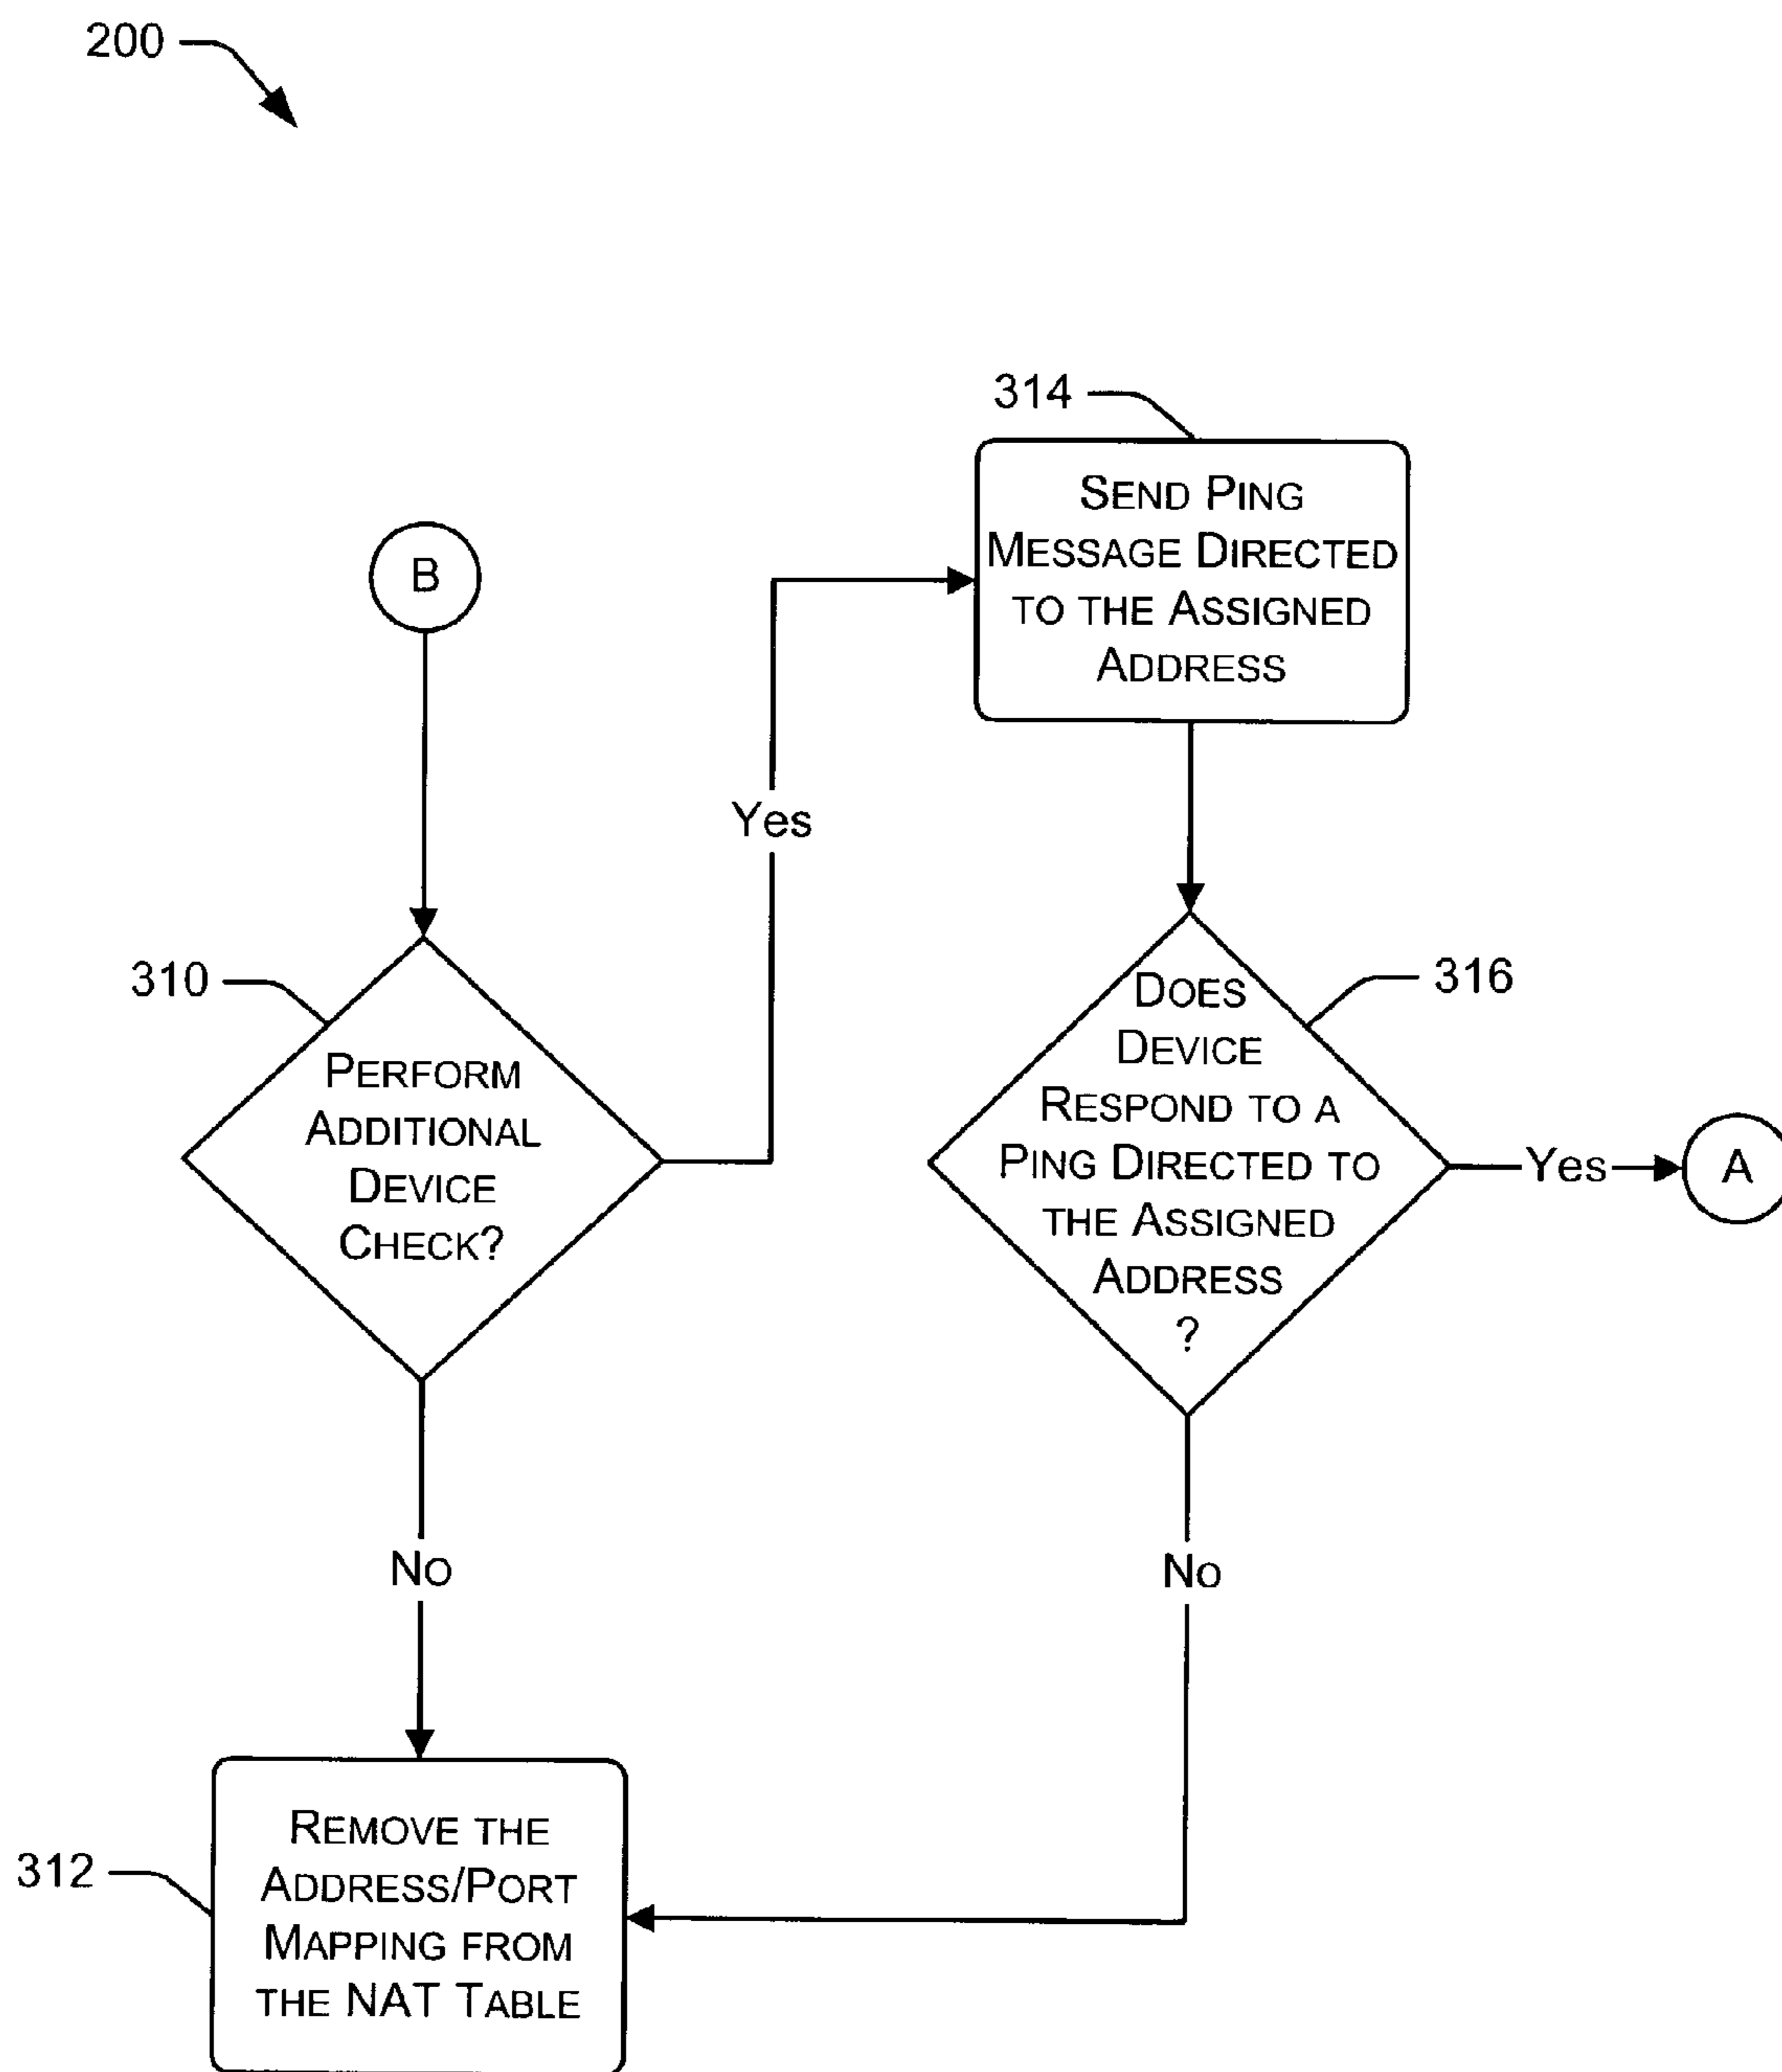 200
314
SEND PING
MESSAGE DIRECTED
TO THE ASSIGNED
ADDRESS
B
Yes
310
PERFORM
ADDITIONAL
DEVICE
CHECK?
316
DOES
DEVICE
RESPOND TO A
PING DIRECTED TO
THE ASSIGNED
ADDRESS
?
Yes
A
No
No
312
REMOVE THE
ADDRESS/PORT
MAPPING FROM
THE NAT TABLE